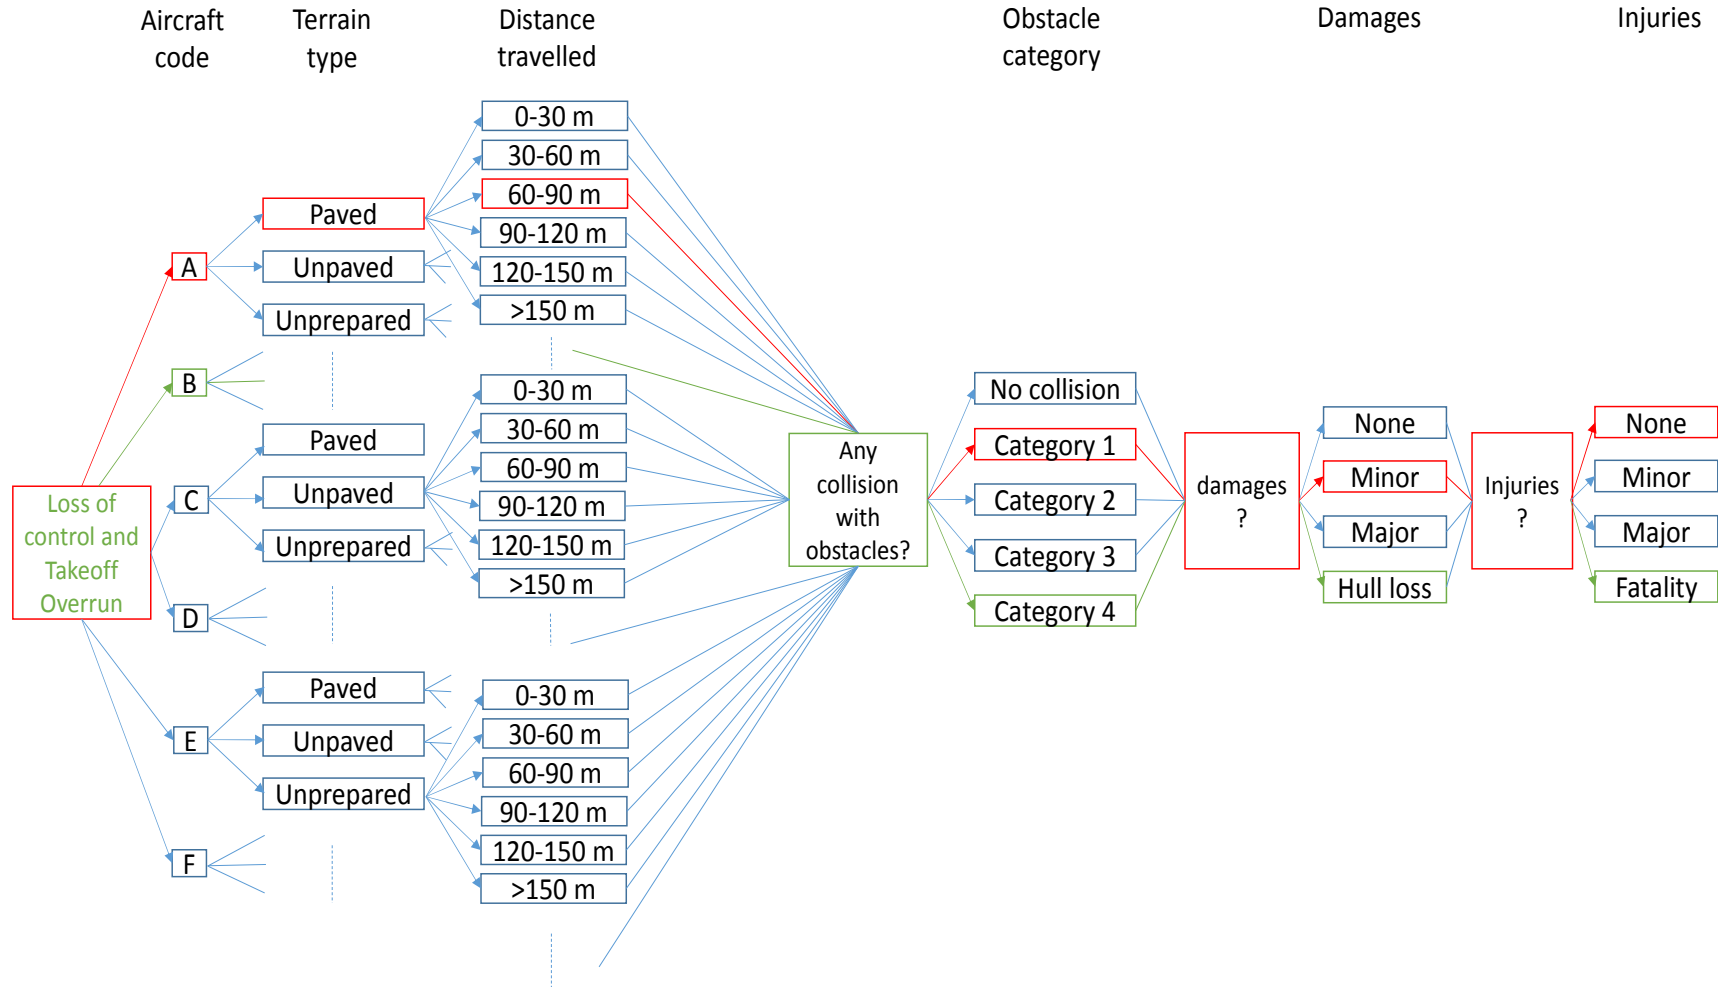 Aircraft
code
Terrain
type
Distance
travelled
Obstacle
category
Damages
Injuries
Loss of
control and
Takeoff
Overrun
A
B
C
D
E
F
Paved
Unpaved
Unprepared
Paved
Unpaved
Unprepared
Paved
Unpaved
Unprepared
0-30 m
30-60 m
60-90 m
90-120 m
120-150 m
>150 m
0-30 m
30-60 m
60-90 m
90-120 m
120-150 m
>150 m
0-30 m
30-60 m
60-90 m
90-120 m
120-150 m
>150 m
Any
collision
with
obstacles?
No collision
Category 1
Category 2
Category 3
Category 4
damages
?
None
Minor
Major
Hull loss
Injuries
?
None
Minor
Major
Fatality